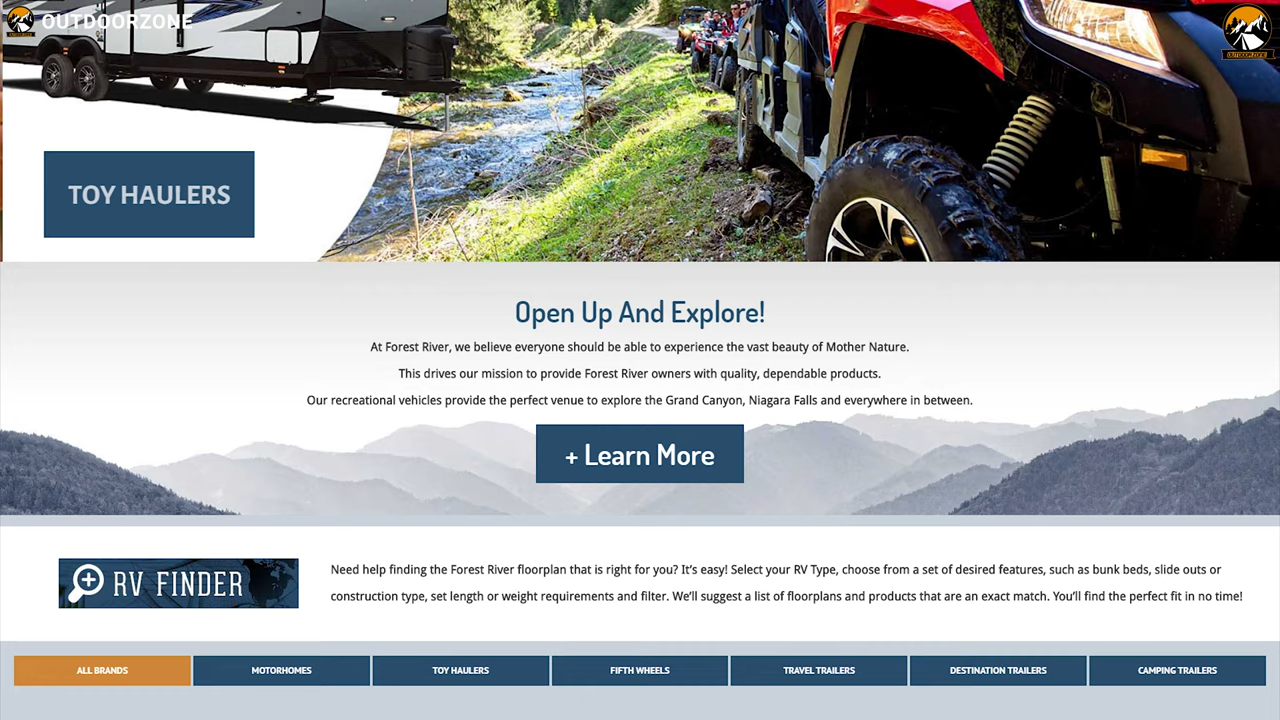 OUTDOORZONE
OUTDOORZONE
TOY HAULERS
Open Up And Explore!
At Forest River, we believe everyone should be able to experience the vast beauty of Mother Nature.
This drives our mission to provide Forest River owners with quality, dependable products.
Our recreational vehicles provide the perfect venue to explore the Grand Canyon, Niagara Falls and everywhere in between.
+ Learn More
RV FINDER
Need help finding the Forest River floorplan that is right for you? It's easy! Select your RV Type, choose from a set of desired features, such as bunk beds, slide outs or
construction type, set length or weight requirements and filter. We'll suggest a list of floorplans and products that are an exact match. You'll find the perfect fit in no time!
ALL BRANDS
MOTORHOMES
TOY HAULERS
FIFTH WHEELS
TRAVEL TRAILERS
DESTINATION TRAILERS
CAMPING TRAILERS